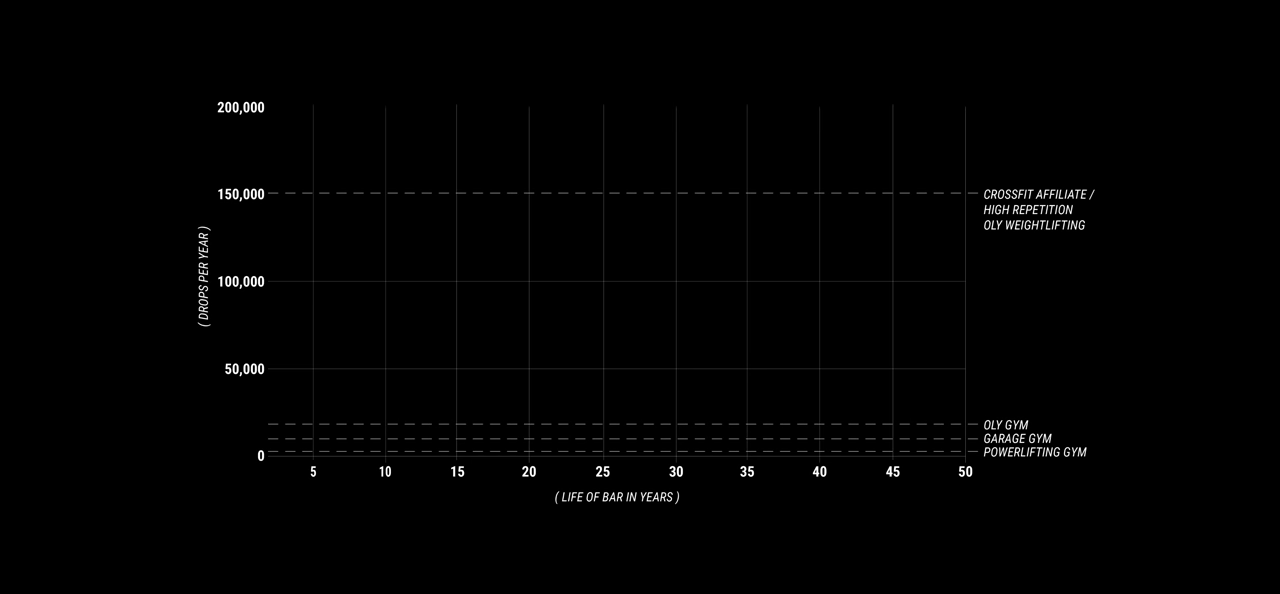 200,000
150,000
CROSSFIT AFFILIATE /
HIGH REPETITION
OLY WEIGHTLIFTING
( DROPS PER YEAR )
100,000
50,000
OLY GYM
GARAGE GYM
POWERLIFTING GYM
0
5 10 15 20 25 30 35 40 45 50
( LIFE OF BAR IN YEARS )